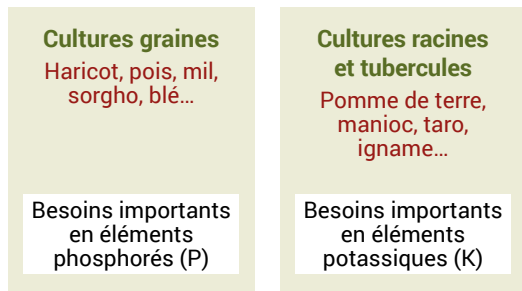 Cultures graines
Haricot, pois, mil,
sorgho, blé…
Besoins importants
en éléments
phosphorés (P)
Cultures racines
et tubercules
Pomme de terre,
manioc, taro,
igname…
Besoins importants
en éléments
potassiques (K)